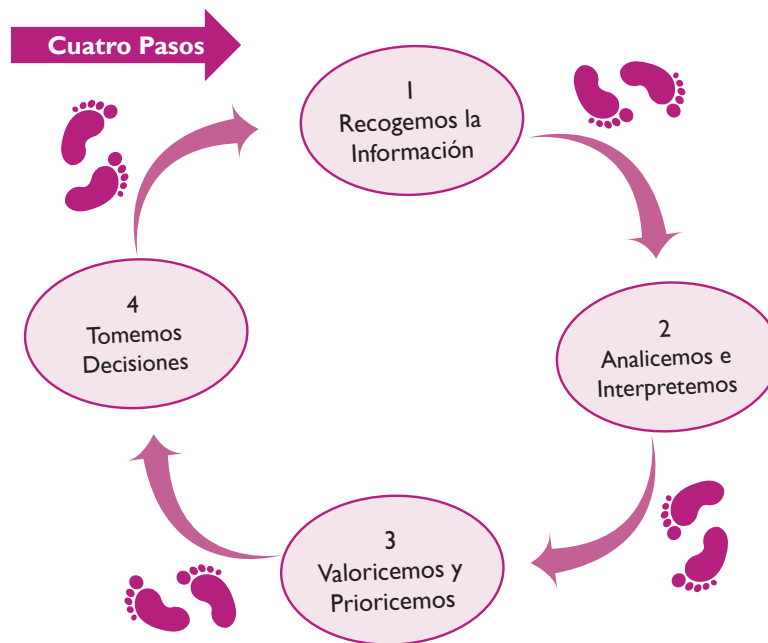 Cuatro Pasos
1
Recogemos la
Información
2
Analicemos e
Interpretemos
3
Valoricemos y
Prioricemos
4
Tomemos
Decisiones